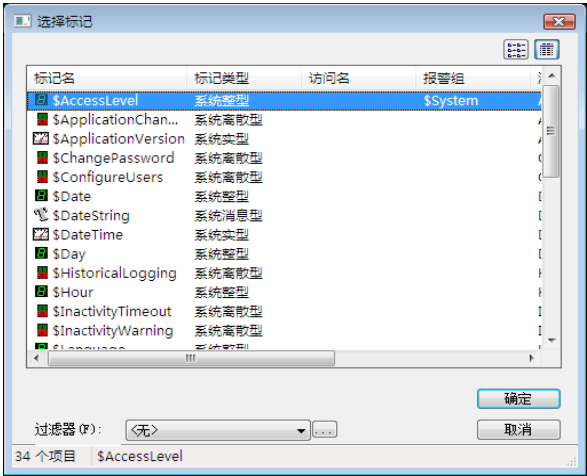 选择标记
标记名 标记类型 访问名 报警组
$AccessLevel 系统整型 $System
$ApplicationChan... 系统离散型
$ApplicationVersion 系统实型
$ChangePassword 系统离散型
$ConfigureUsers 系统离散型
$Date 系统整型
$DateString 系统消息型
$DateTime 系统实型
$Day 系统整型
$HistoricalLogging 系统离散型
$Hour 系统整型
$InactivityTimeout 系统离散型
$InactivityWarning 系统离散型
$Language 系统整型
确定
过滤器(F): <无> ...
取消
34 个项目 $AccessLevel